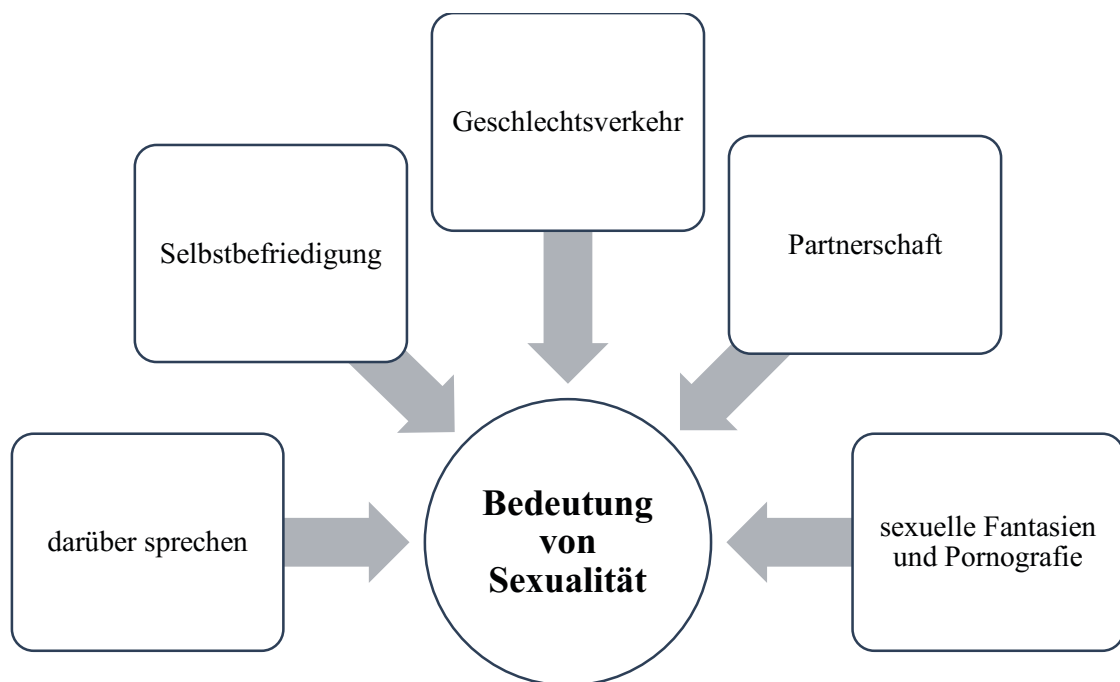 Geschlechtsverkehr
Selbstbefriedigung
Partnerschaft
darüber sprechen
Bedeutung
von
Sexualität
sexuelle Fantasien
und Pornografie